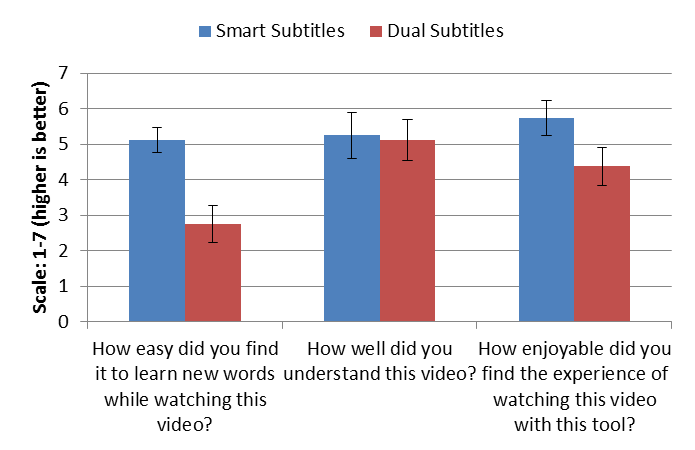 Smart Subtitles Dual Subtitles
7
6
5
4
3
2
1
0
Scale: 1-7 (higher is better)
How easy did you find
it to learn new words
while watching this
video?
How well did you
understand this video?
How enjoyable did you
find the experience of
watching this video
with this tool?